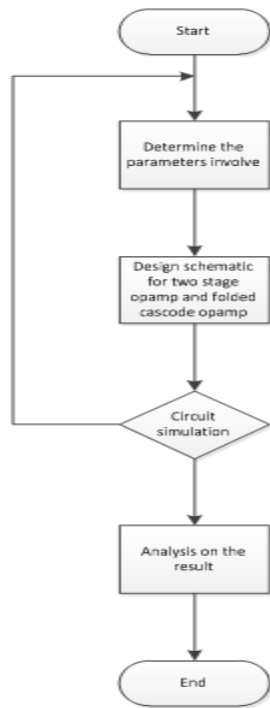 Start
Determine the
parameters involve
Design schematic
for two stage
opamp and folded
cascode opamp
Circuit
simulation
Analysis on the
result
End